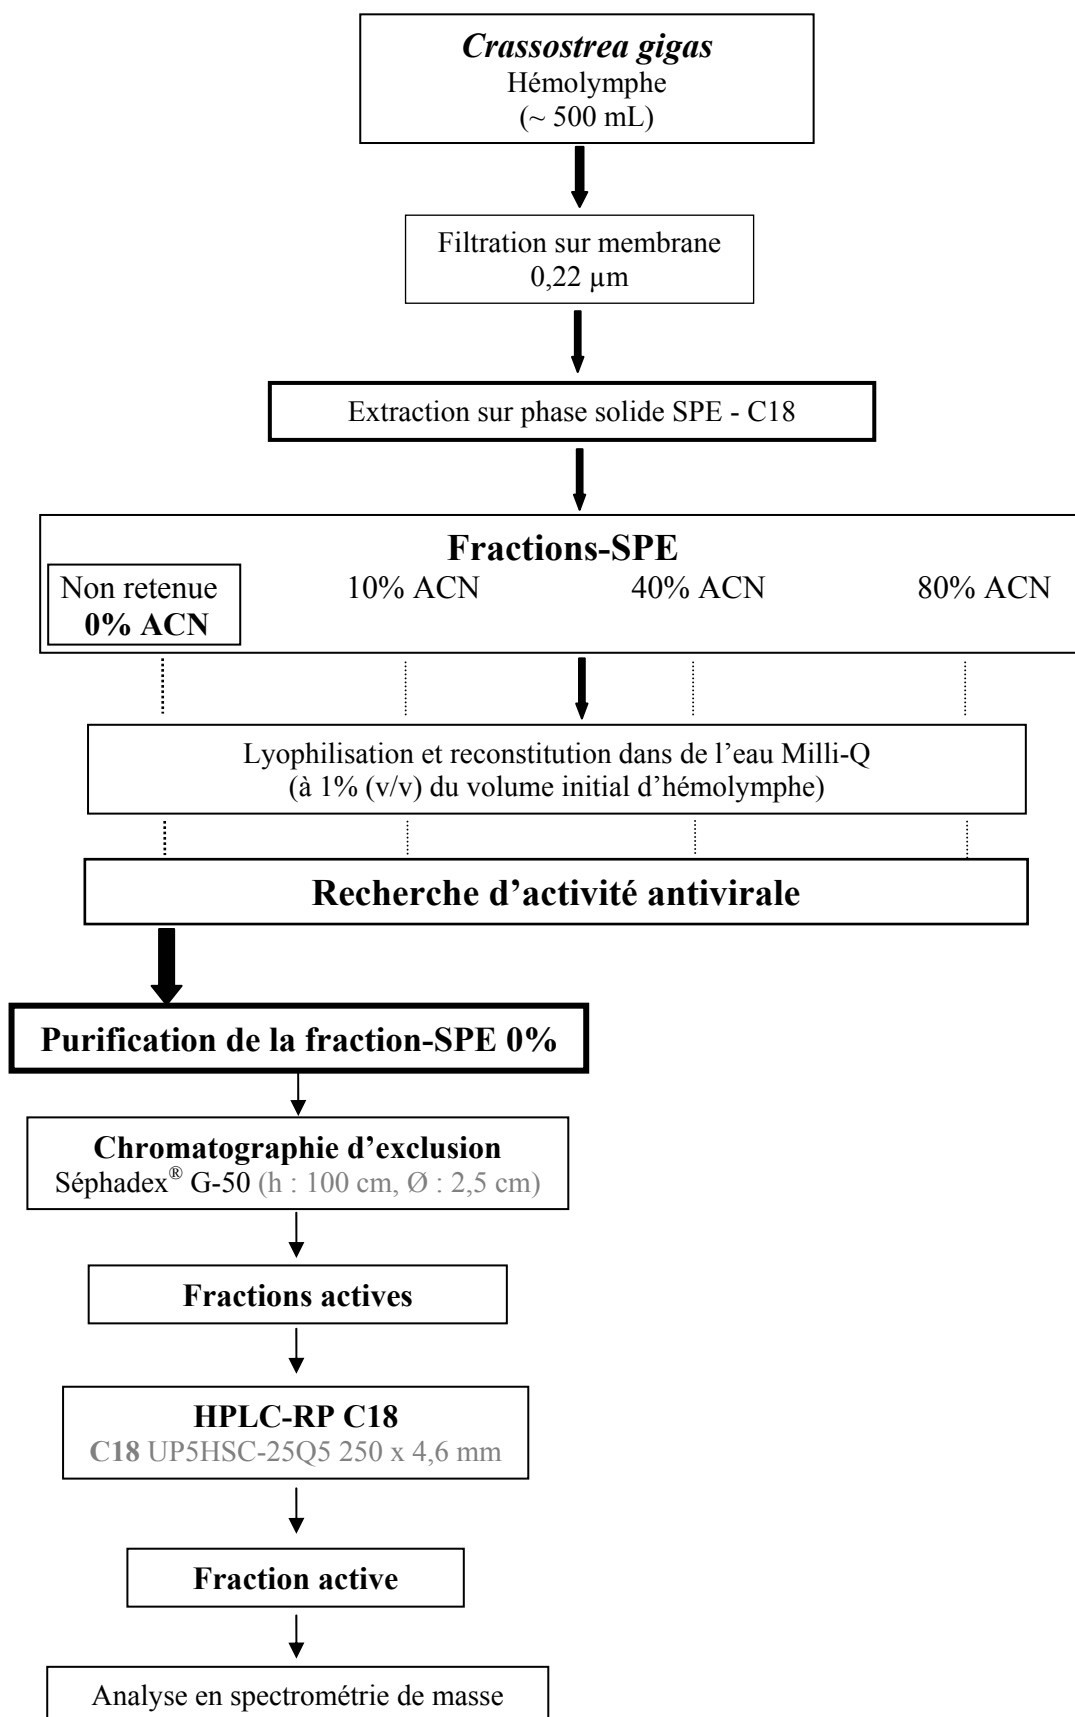 Crassostrea gigas
Hémolymphe
(~ 500 mL)
Filtration sur membrane
0,22 µm
Extraction sur phase solide SPE - C18
Fractions-SPE
Non retenue 10% ACN 40% ACN 80% ACN
0% ACN
Lyophilisation et reconstitution dans de l’eau Milli-Q
(à 1% (v/v) du volume initial d’hémolymphe)
Recherche d’activité antivirale
Purification de la fraction-SPE 0%
Chromatographie d’exclusion
Séphadex® G-50 (h : 100 cm, Ø : 2,5 cm)
Fractions actives
HPLC-RP C18
C18 UP5HSC-25Q5 250 x 4,6 mm
Fraction active
Analyse en spectrométrie de masse